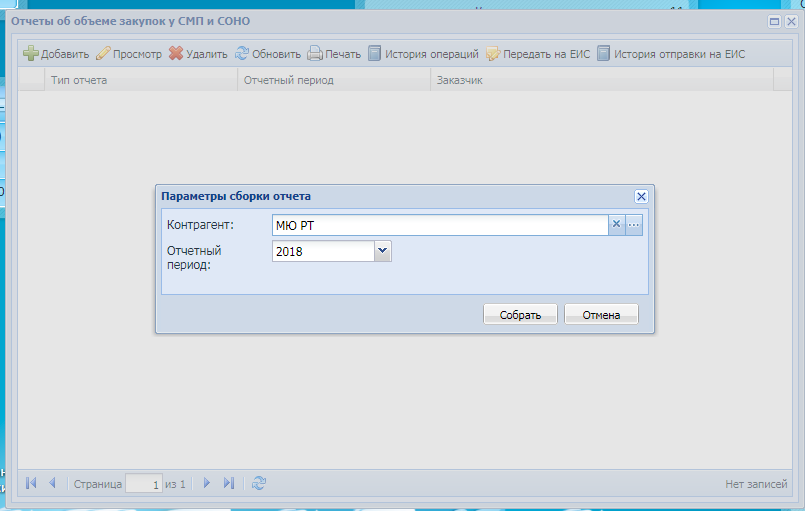 Отчеты об объеме закупок у СМП и СОНО
Добавить Просмотр Удалить Обновить Печать История операций Передать на ЕИС История отправки на ЕИС
Тип отчета Отчетный период Заказчик
Параметры сборки отчета
Контрагент: МЮ РТ
Отчетный 2018
период:
Собрать Отмена
Страница 1 из 1 Нет записей